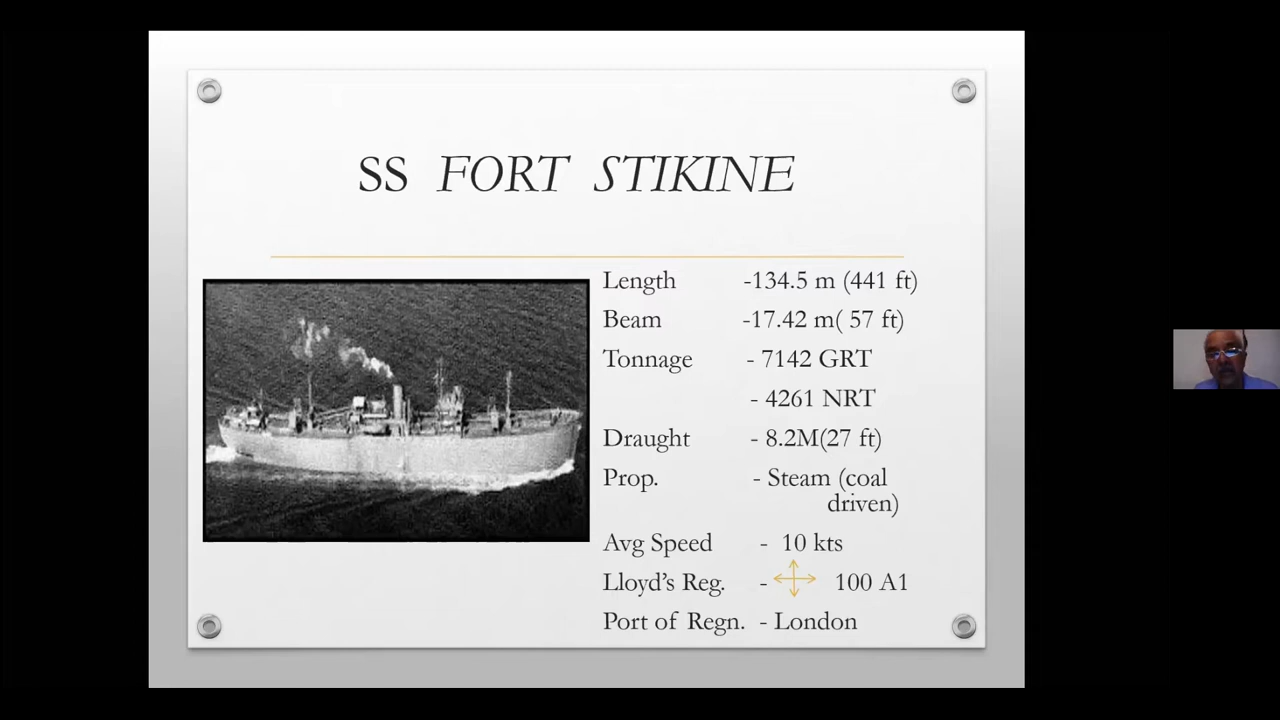 SS FORT STIKINE
Length -134.5 m (441 ft)
Beam -17.42 m( 57 ft)
Tonnage - 7142 GRT
- 4261 NRT
Draught - 8.2M(27 ft)
Prop. - Steam (coal
driven)
Avg Speed - 10 kts
Lloyd's Reg. - 100 A1
Port of Regn. - London